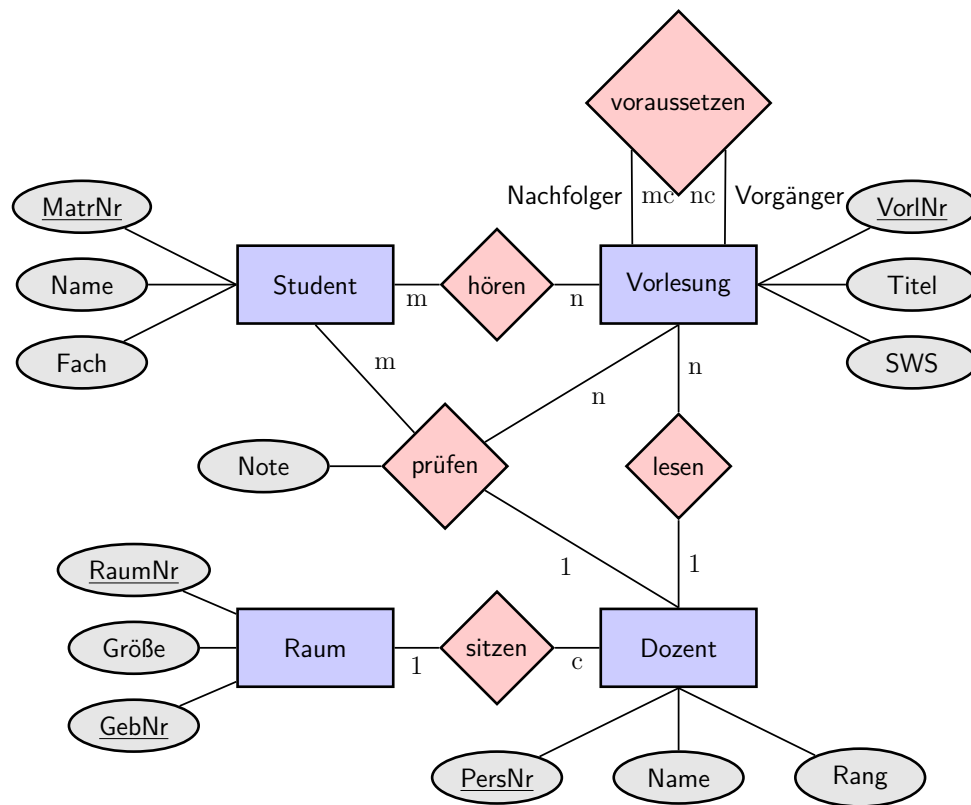 voraussetzen
Nachfolger mc nc Vorgänger
MatrNr VorlNr
Name Student m hören n Vorlesung Titel
Fach SWS
m n n
Note prüfen lesen
1 1
RaumNr
Größe Raum 1 sitzen c Dozent
GebNr
PersNr Name Rang